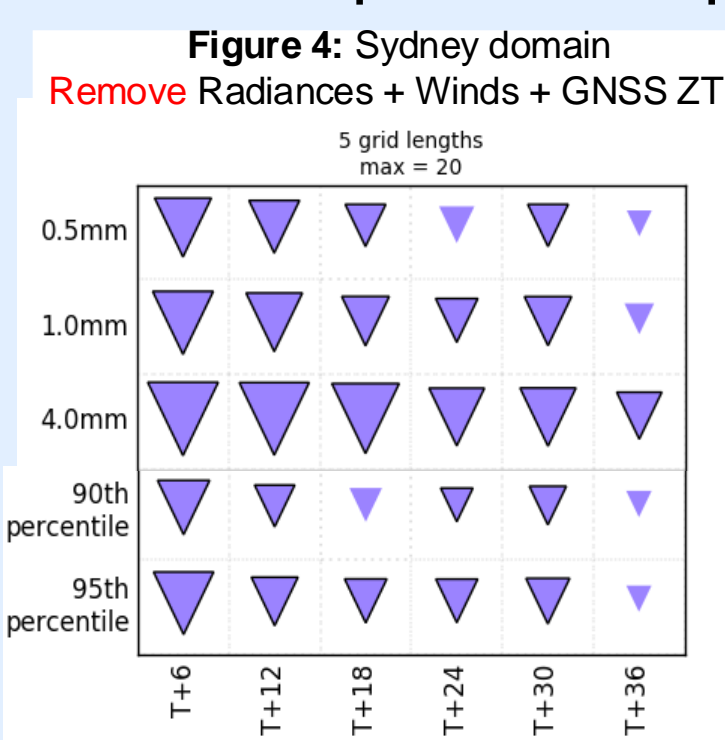 Figure 4: Sydney domain
Remove Radiances + Winds + GNSS ZT
5 grid lengths
max = 20
0.5mm
1.0mm
4.0mm
90th
percentile
95th
percentile
T+6
T+12
T+18
T+24
T+30
T+36